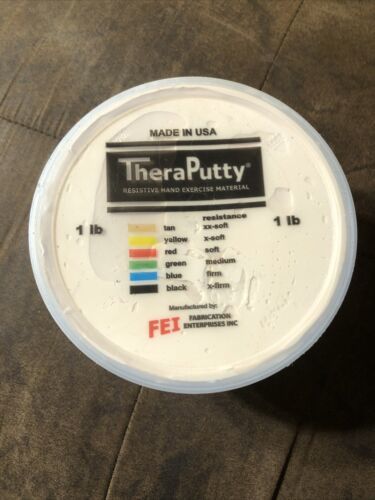 MADE IN USA
TheraPutty®
RESISTIVE HAND EXERCISE MATERIAL
resistance
1 lb
tan xx-soft
1 lb
yellow x-soft
red soft
green medium
blue firm
black x-firm
Manufactured by:
FEI FABRICATION
ENTERPRISES INC